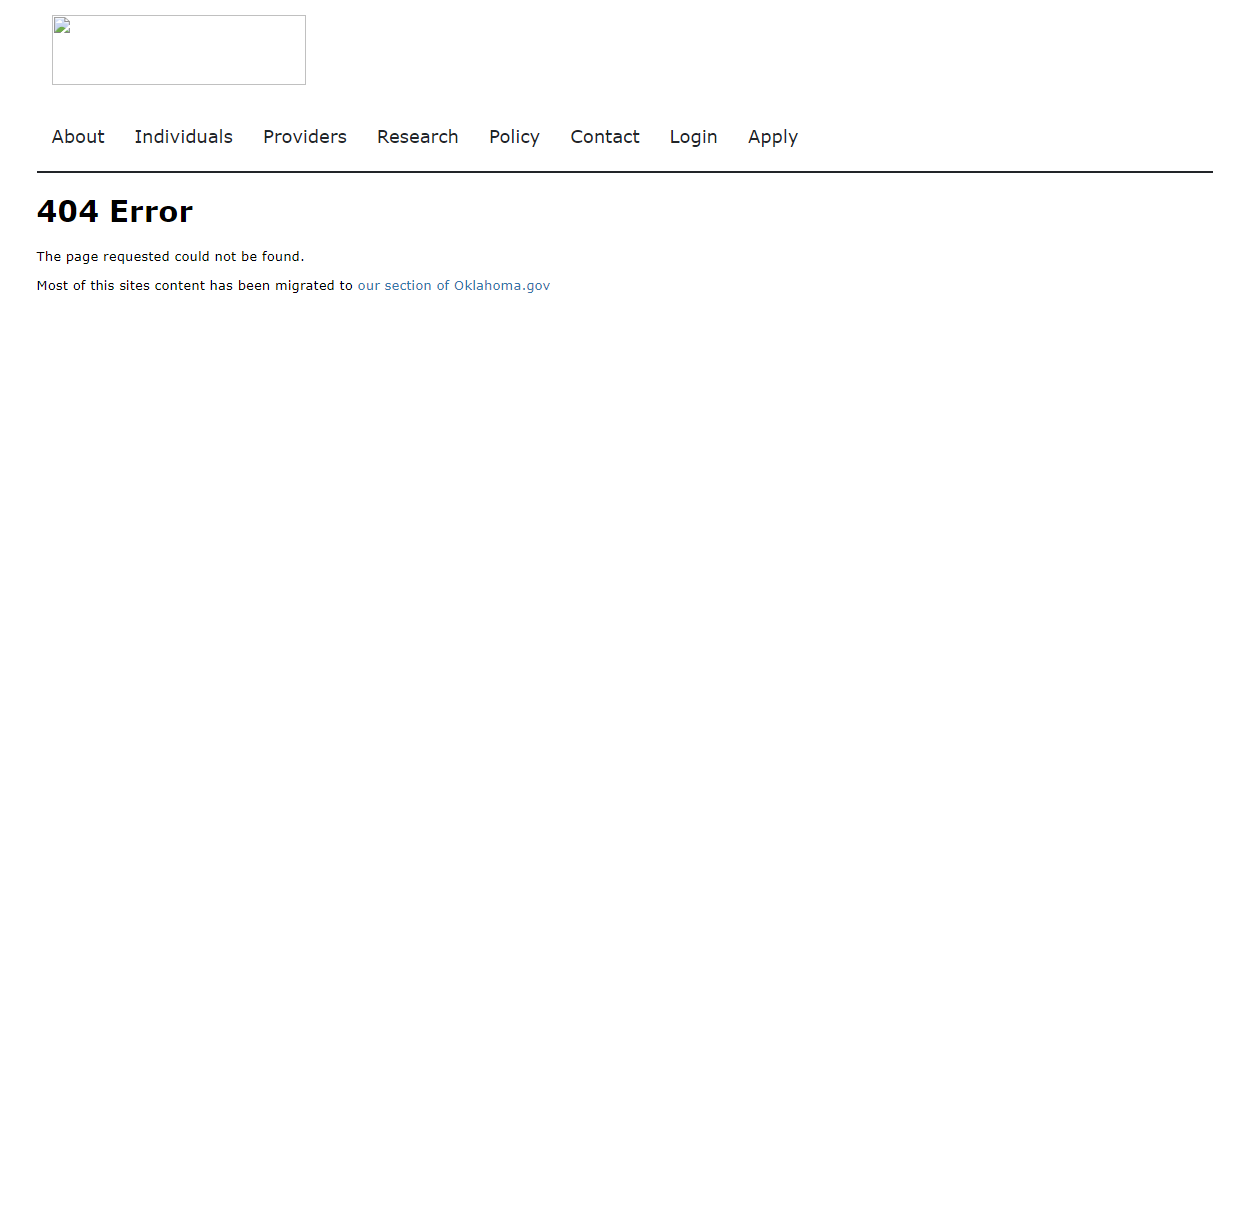 About Individuals Providers Research Policy Contact Login Apply
404 Error
The page requested could not be found.
Most of this sites content has been migrated to our section of Oklahoma.gov